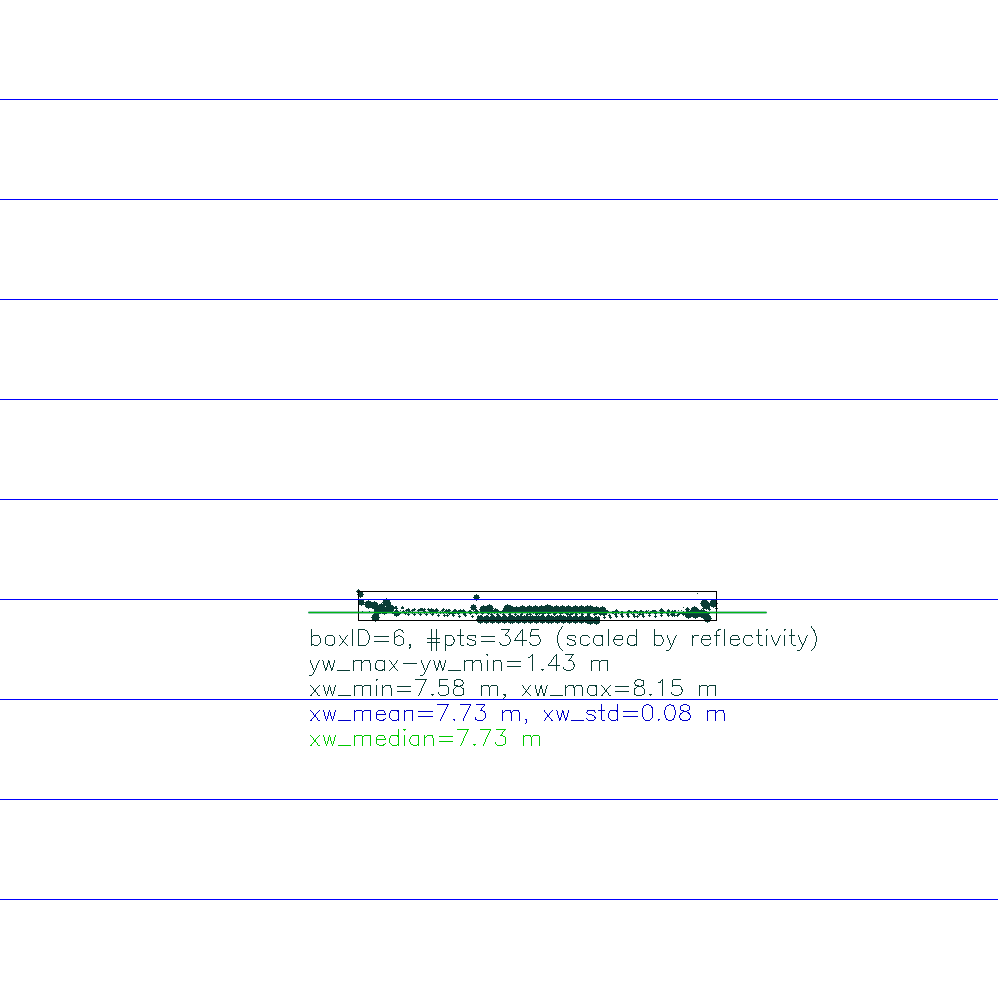 boxID=6, #pts=345 (scaled by reflectivity)
yw_max-yw_min=1.43 m
xw_min=7.58 m, xw_max=8.15 m
xw_mean=7.73 m, xw_std=0.08 m
xw_median=7.73 m